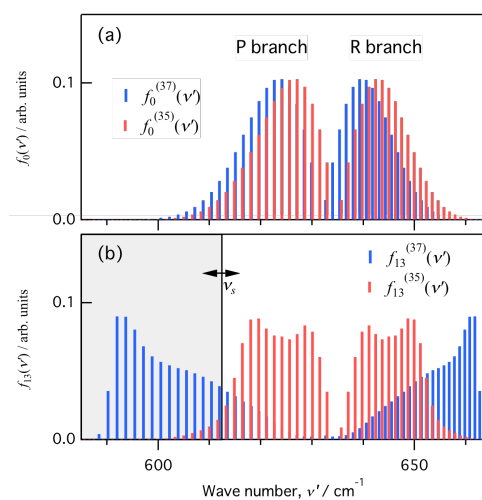 (a)
P branch
R branch
f₀⁽³⁷⁾(ν′)
f₀⁽³⁵⁾(ν′)
0.1
0.0
f₀(ν′) / arb. units
(b)
f₁₃⁽³⁷⁾(ν′)
f₁₃⁽³⁵⁾(ν′)
νₛ
0.1
0.0
f₁₃(ν′) / arb. units
600
650
Wave number, ν′ / cm⁻¹